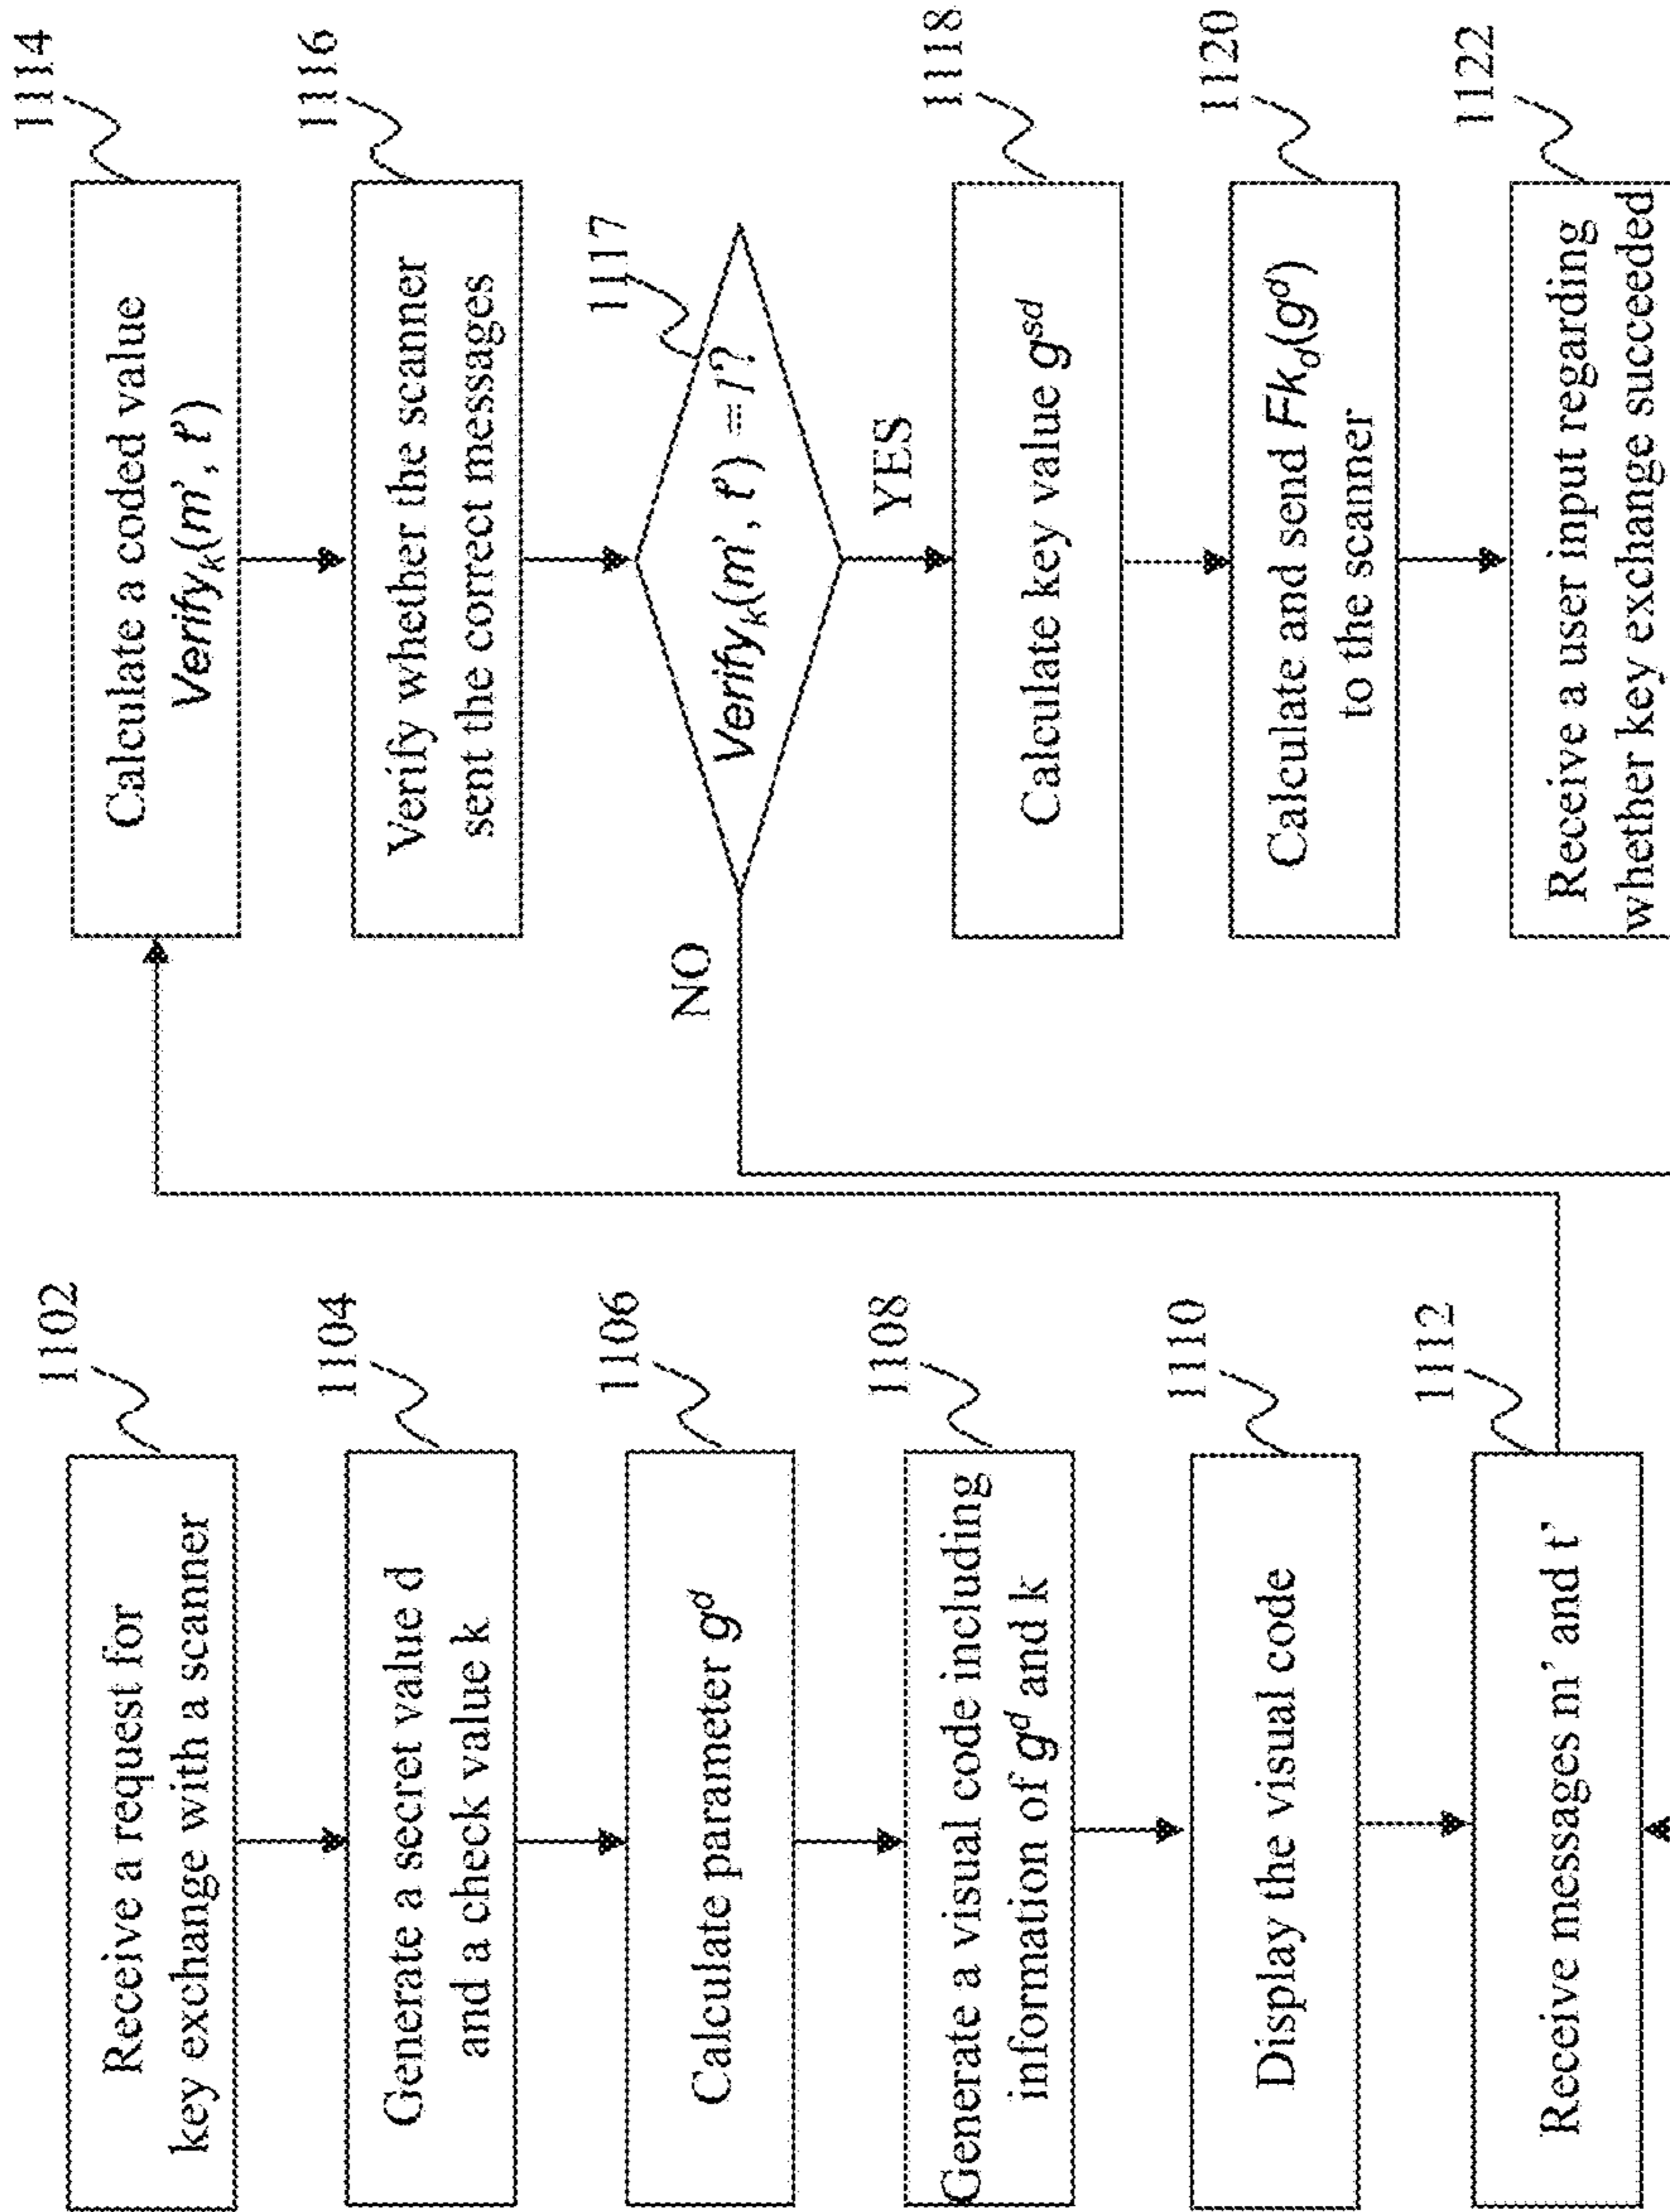 1102
Receive a request for
key exchange with a scanner
1104
Generate a secret value d
and a check value k
1106
Calculate parameter g^d
1108
Generate a visual code including
information of g^d and k
1110
Display the visual code
1112
Receive messages m' and t'
1114
Calculate a coded value
Verify_k(m', t')
1116
Verify whether the scanner
sent the correct messages
1117
Verify_k(m', t') = 1?
NO
YES
1118
Calculate key value g^sd
1120
Calculate and send Fk_d(g^d)
to the scanner
1122
Receive a user input regarding
whether key exchange succeeded